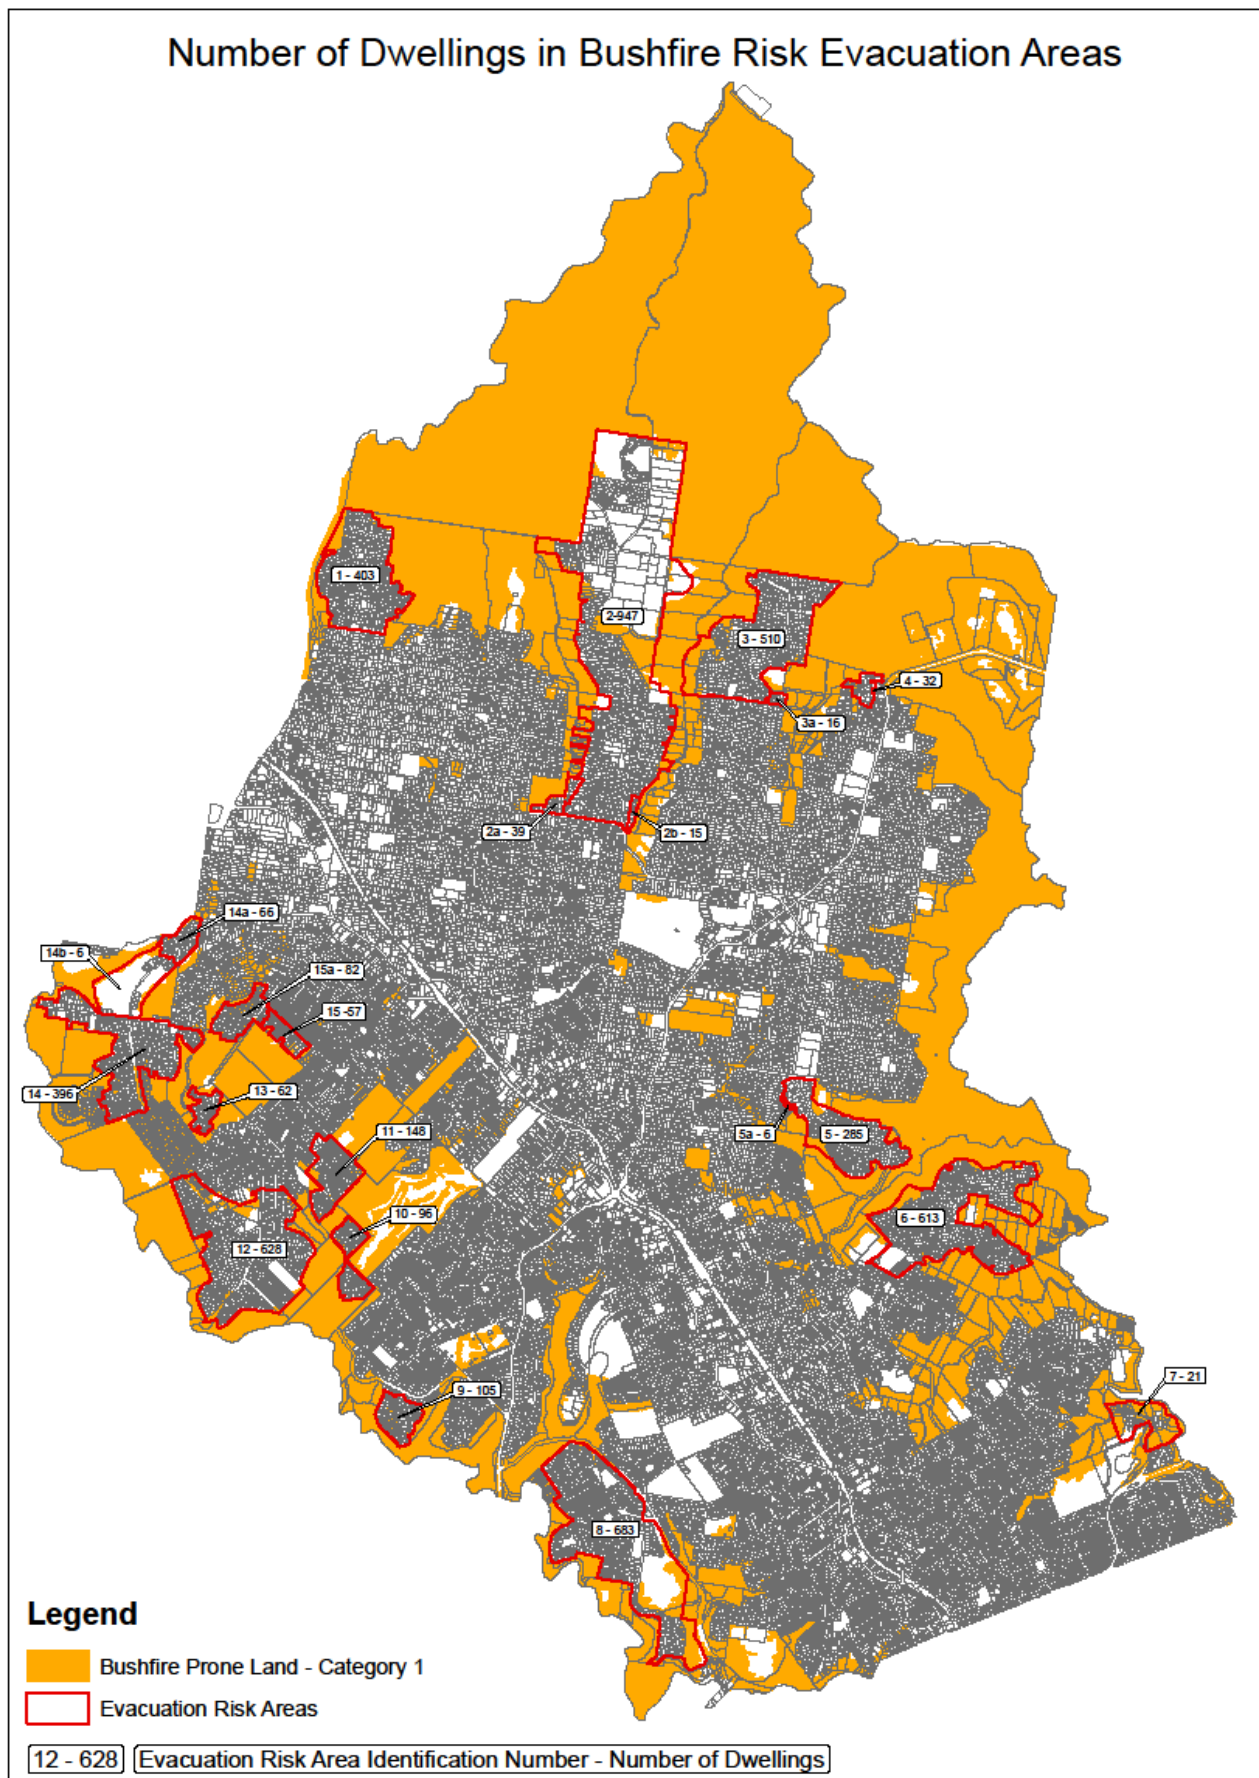 Number of Dwellings in Bushfire Risk Evacuation Areas
1 - 403
2-947
3 - 510
4 - 32
3a - 16
2a - 39
2b - 15
14a - 66
14b - 6
15a - 82
15 -57
14 - 396
13 - 62
11 - 148
5a - 6
5 - 285
10 - 96
6 - 613
12 - 628
9 - 105
7 - 21
8 - 683
Legend
Bushfire Prone Land - Category 1
Evacuation Risk Areas
12 - 628 Evacuation Risk Area Identification Number - Number of Dwellings